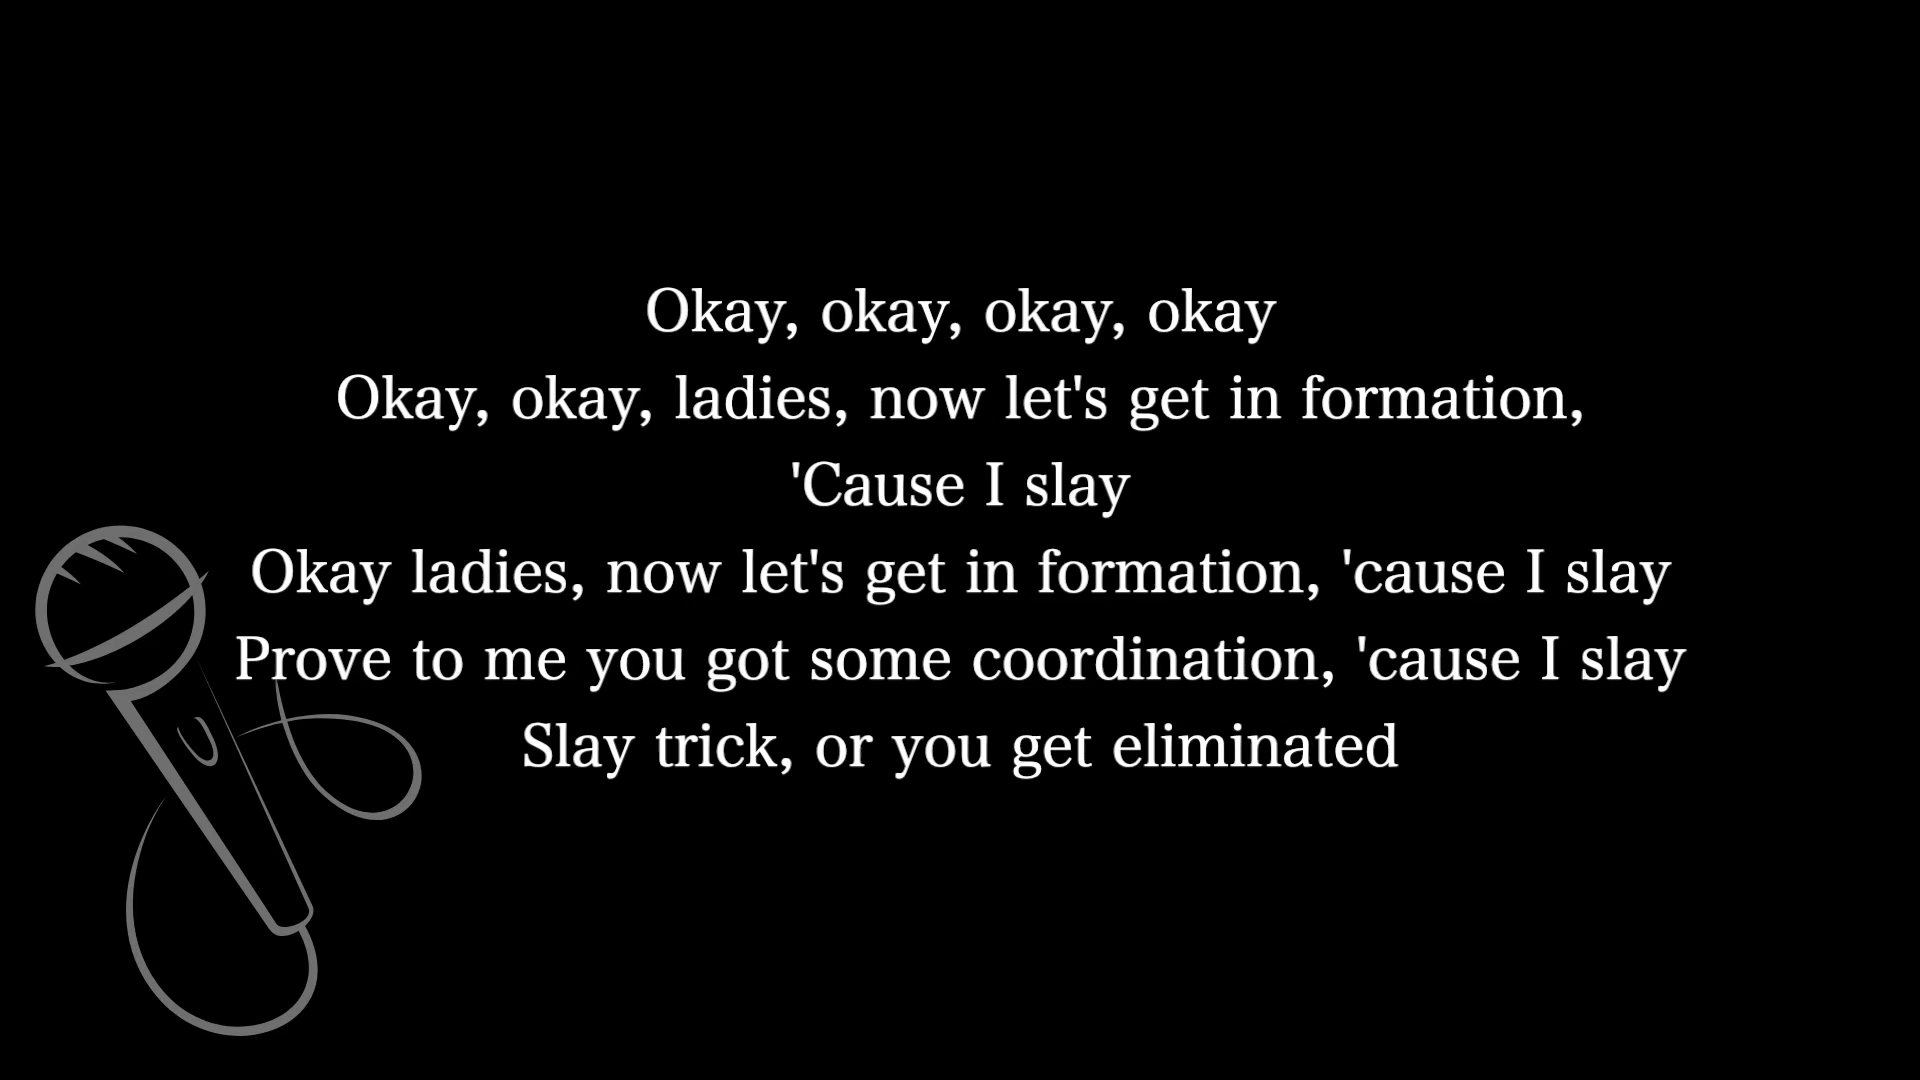 Okay, okay, okay, okay
Okay, okay, ladies, now let's get in formation,
'Cause I slay
Okay ladies, now let's get in formation, 'cause I slay
Prove to me you got some coordination, 'cause I slay
Slay trick, or you get eliminated